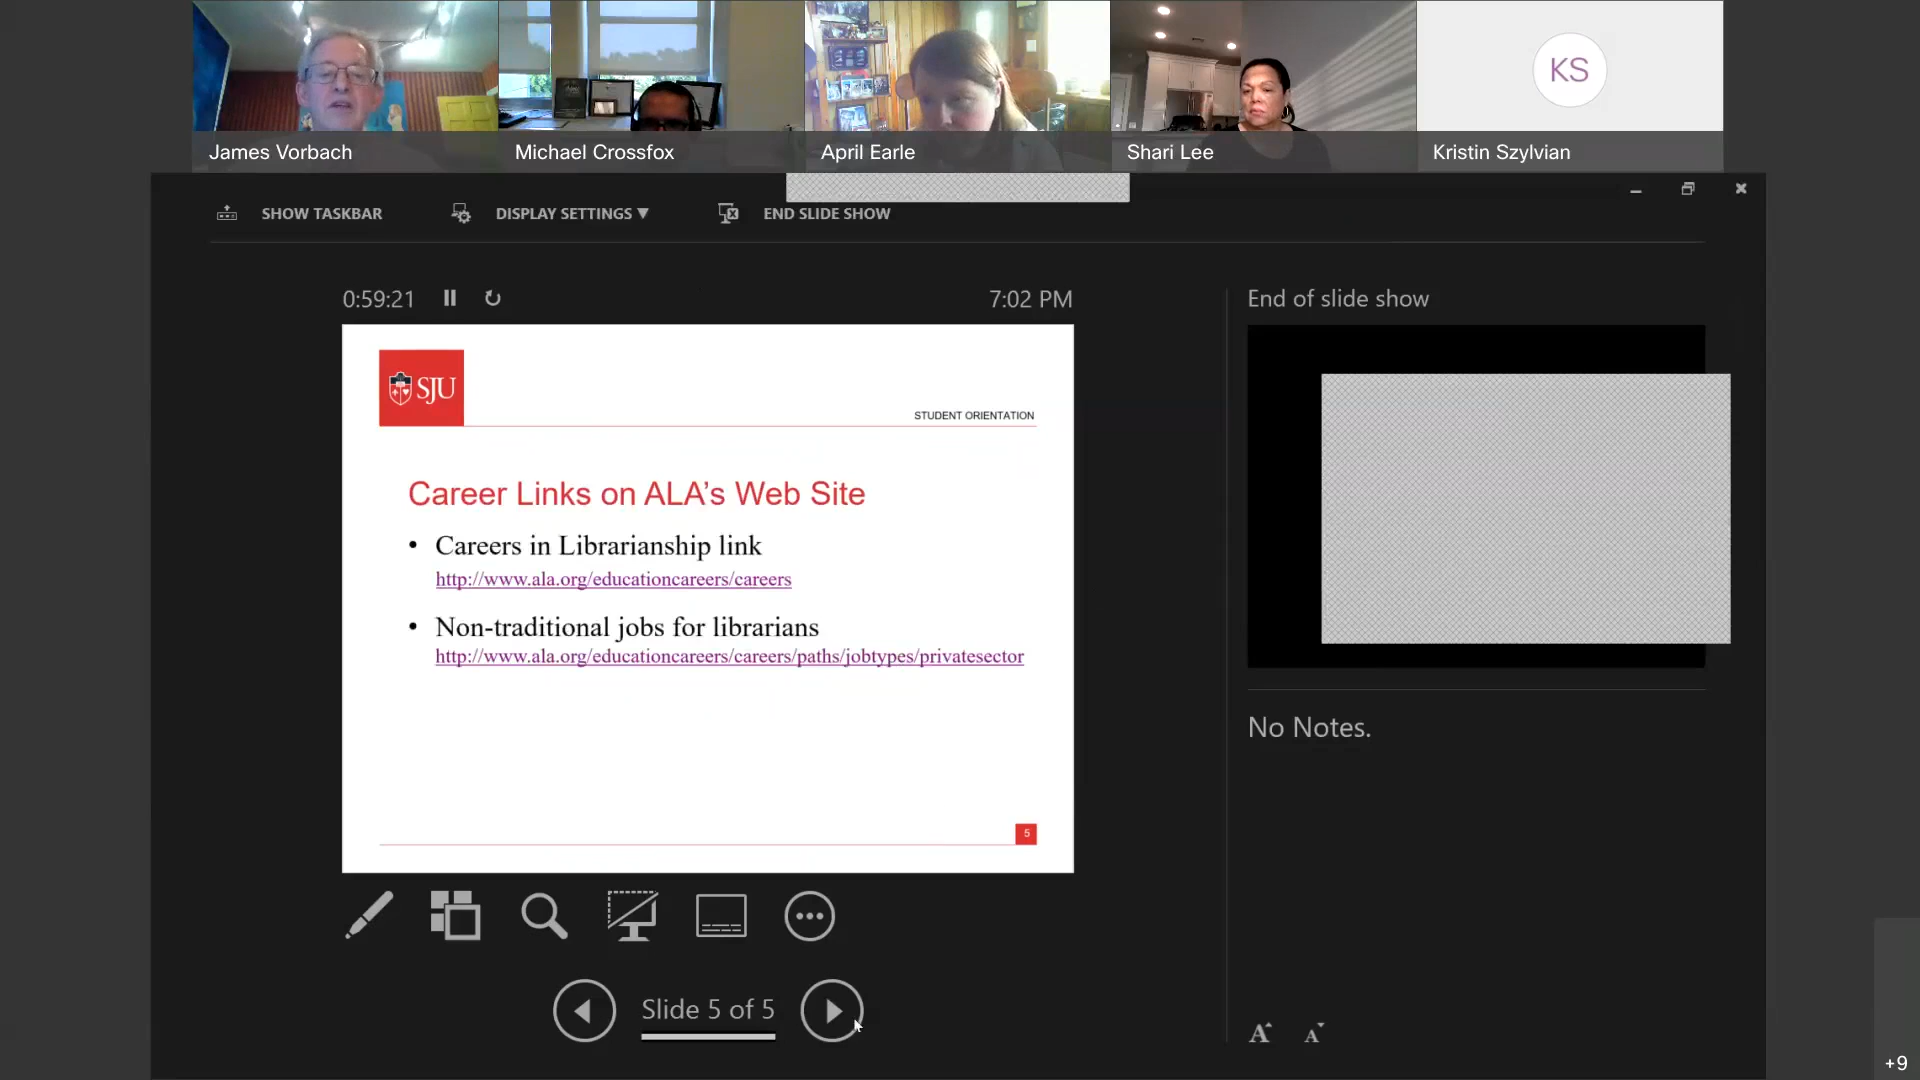 James Vorbach
Michael Crossfox
April Earle
Shari Lee
KS
Kristin Szylvian
SHOW TASKBAR
DISPLAY SETTINGS ▼
END SLIDE SHOW
0:59:21
7:02 PM
End of slide show
SJU
STUDENT ORIENTATION
Career Links on ALA’s Web Site
• Careers in Librarianship link
http://www.ala.org/educationcareers/careers
• Non-traditional jobs for librarians
http://www.ala.org/educationcareers/careers/paths/jobtypes/privatesector
5
No Notes.
Slide 5 of 5
A A
+9